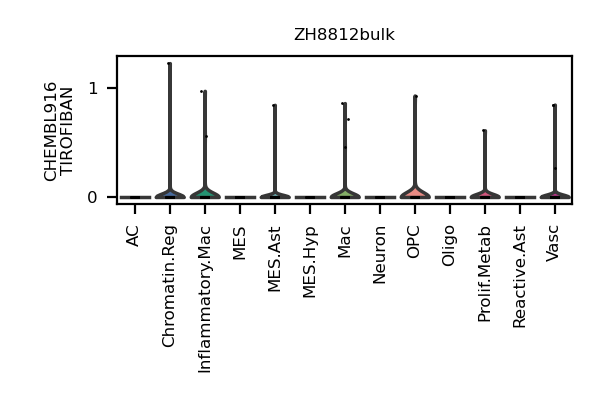 ZH8812bulk
CHEMBL916
TIROFIBAN
1
0
AC
Chromatin.Reg
Inflammatory.Mac
MES
MES.Ast
MES.Hyp
Mac
Neuron
OPC
Oligo
Prolif.Metab
Reactive.Ast
Vasc